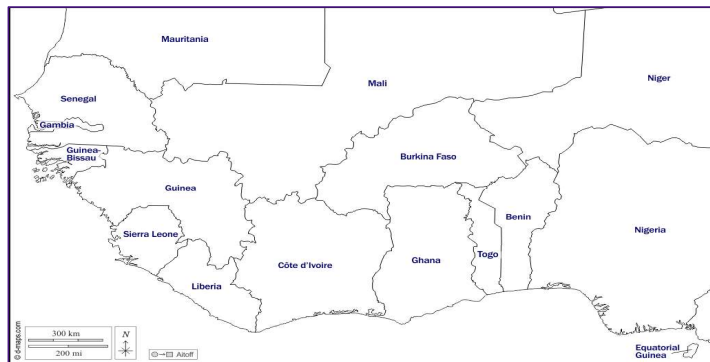 Mauritania
Mali
Niger
Senegal
Gambia
Guinea-
Bissau
Burkina Faso
Guinea
Benin
Sierra Leone
Nigeria
Côte d'Ivoire
Ghana
Togo
Liberia
300 km
200 mi
N
Aitoff
© d-maps.com
Equatorial
Guinea